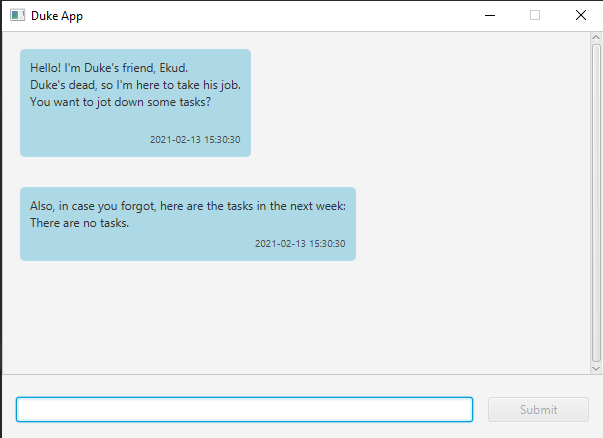 Duke App
Hello! I'm Duke's friend, Ekud.
Duke's dead, so I'm here to take his job.
You want to jot down some tasks?
2021-02-13 15:30:30
Also, in case you forgot, here are the tasks in the next week:
There are no tasks.
2021-02-13 15:30:30
Submit